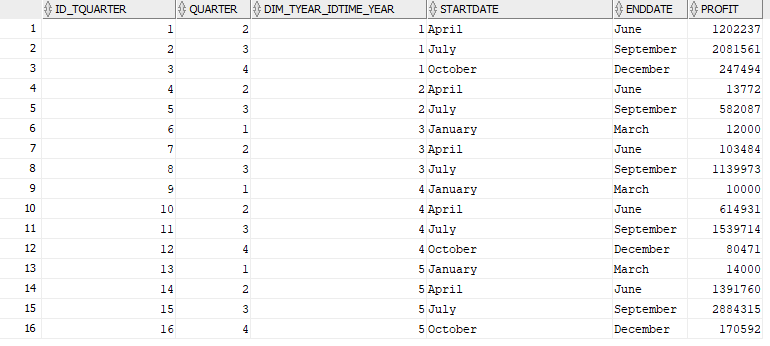 ID_TQUARTER QUARTER DIM_TYEAR_IDTIME_YEAR STARTDATE ENDDATE PROFIT
1 1 2 1 April June 1202237
2 2 3 1 July September 2081561
3 3 4 1 October December 247494
4 4 2 2 April June 13772
5 5 3 2 July September 582087
6 6 1 3 January March 12000
7 7 2 3 April June 103484
8 8 3 3 July September 1139973
9 9 1 4 January March 10000
10 10 2 4 April June 614931
11 11 3 4 July September 1539714
12 12 4 4 October December 80471
13 13 1 5 January March 14000
14 14 2 5 April June 1391760
15 15 3 5 July September 2884315
16 16 4 5 October December 170592